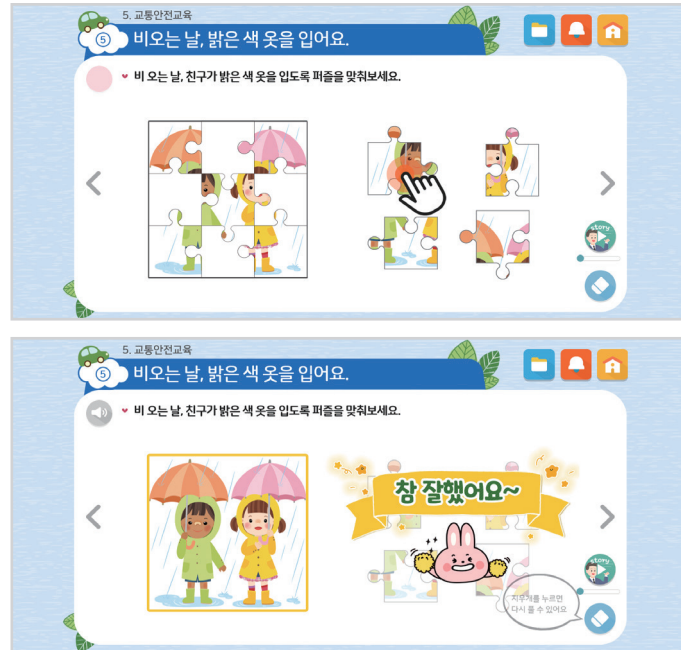 5. 교통안전교육
5 비오는 날, 밝은 색 옷을 입어요.
비 오는 날, 친구가 밝은 색 옷을 입도록 퍼즐을 맞춰보세요.
story
5. 교통안전교육
5 비오는 날, 밝은 색 옷을 입어요.
비 오는 날, 친구가 밝은 색 옷을 입도록 퍼즐을 맞춰보세요.
참 잘했어요~
story
지우개를 누르면
다시 풀 수 있어요